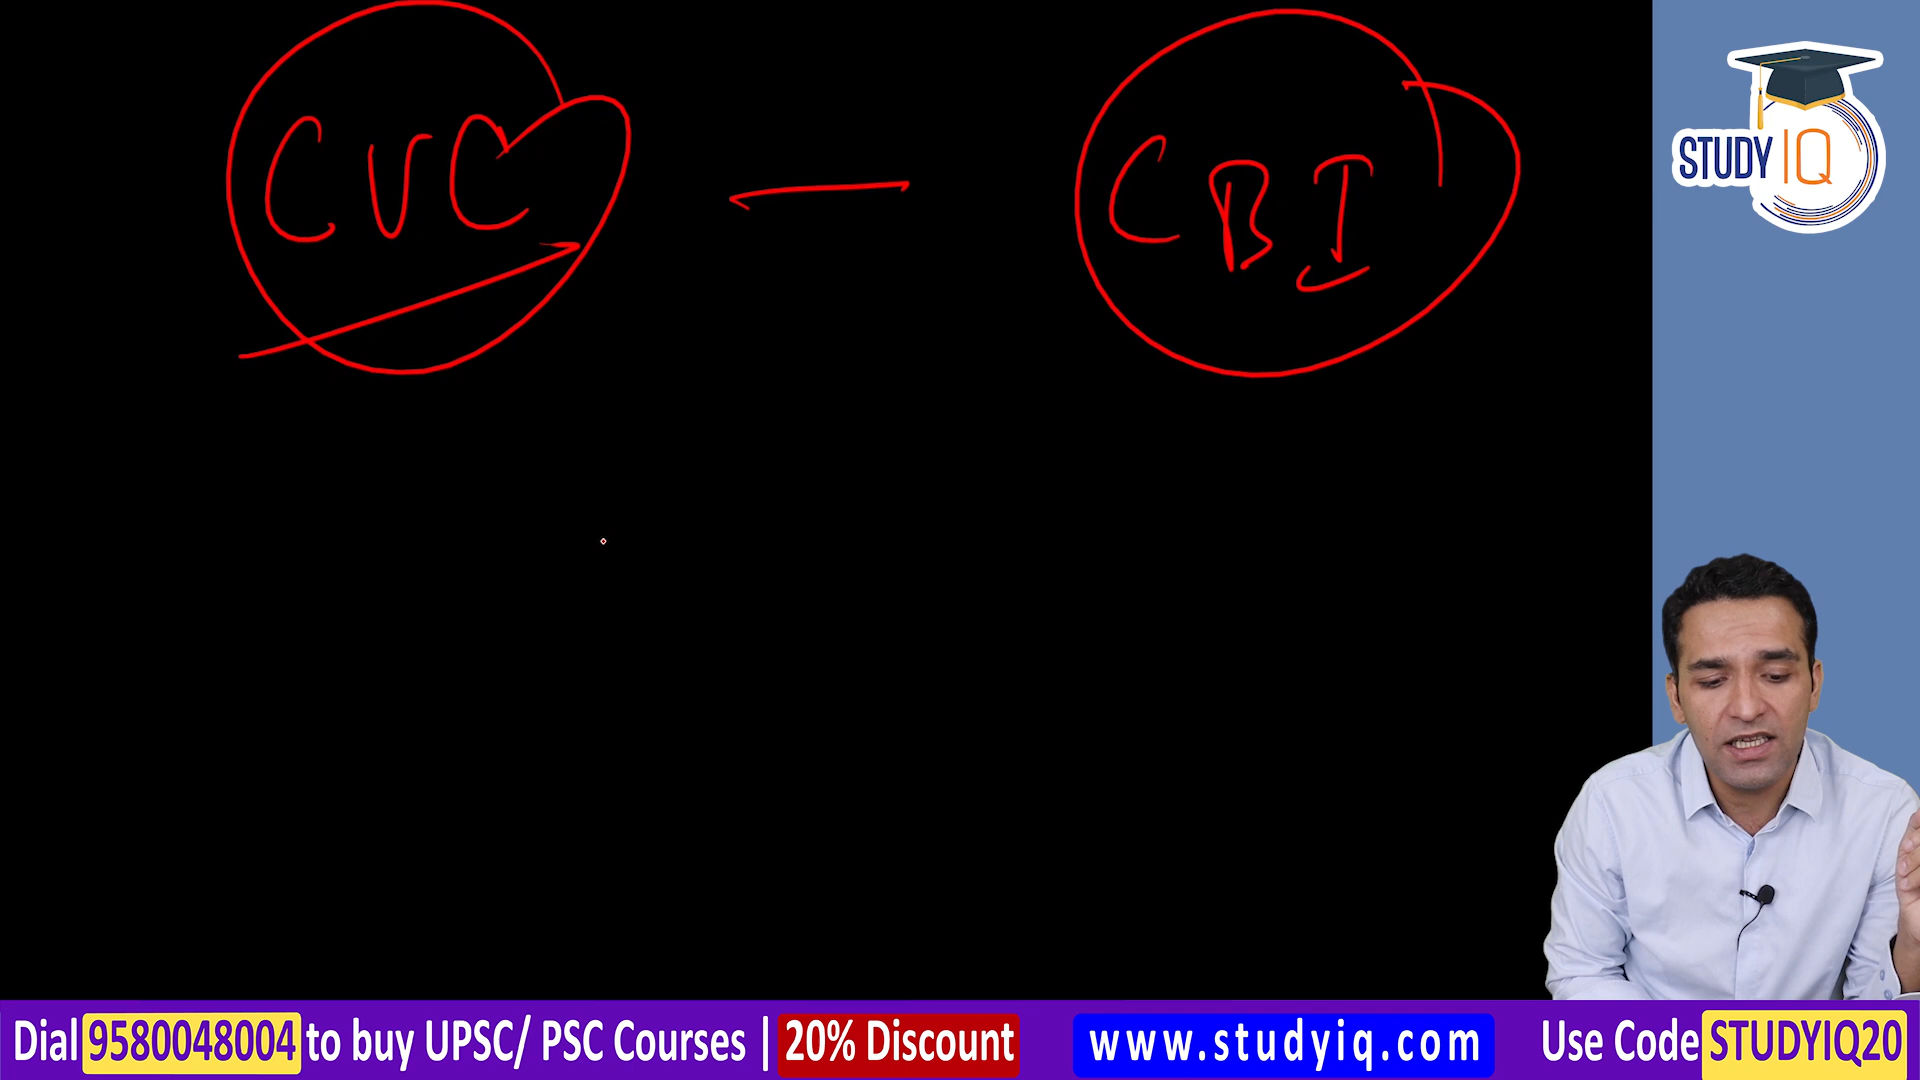 CVC — CBI
STUDY IQ
Dial 9580048004 to buy UPSC/ PSC Courses | 20% Discount www.studyiq.com Use Code STUDYIQ20